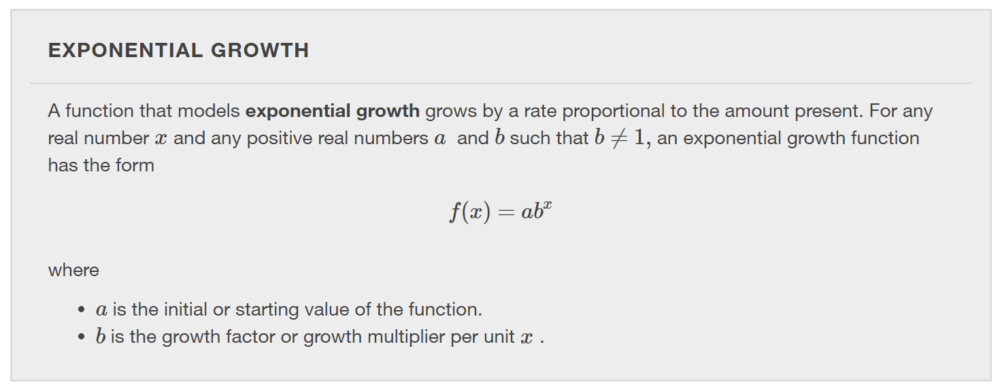 EXPONENTIAL GROWTH
A function that models exponential growth grows by a rate proportional to the amount present. For any
real number x and any positive real numbers a and b such that b ≠ 1, an exponential growth function
has the form
f(x) = abˣ
where
• a is the initial or starting value of the function.
• b is the growth factor or growth multiplier per unit x .